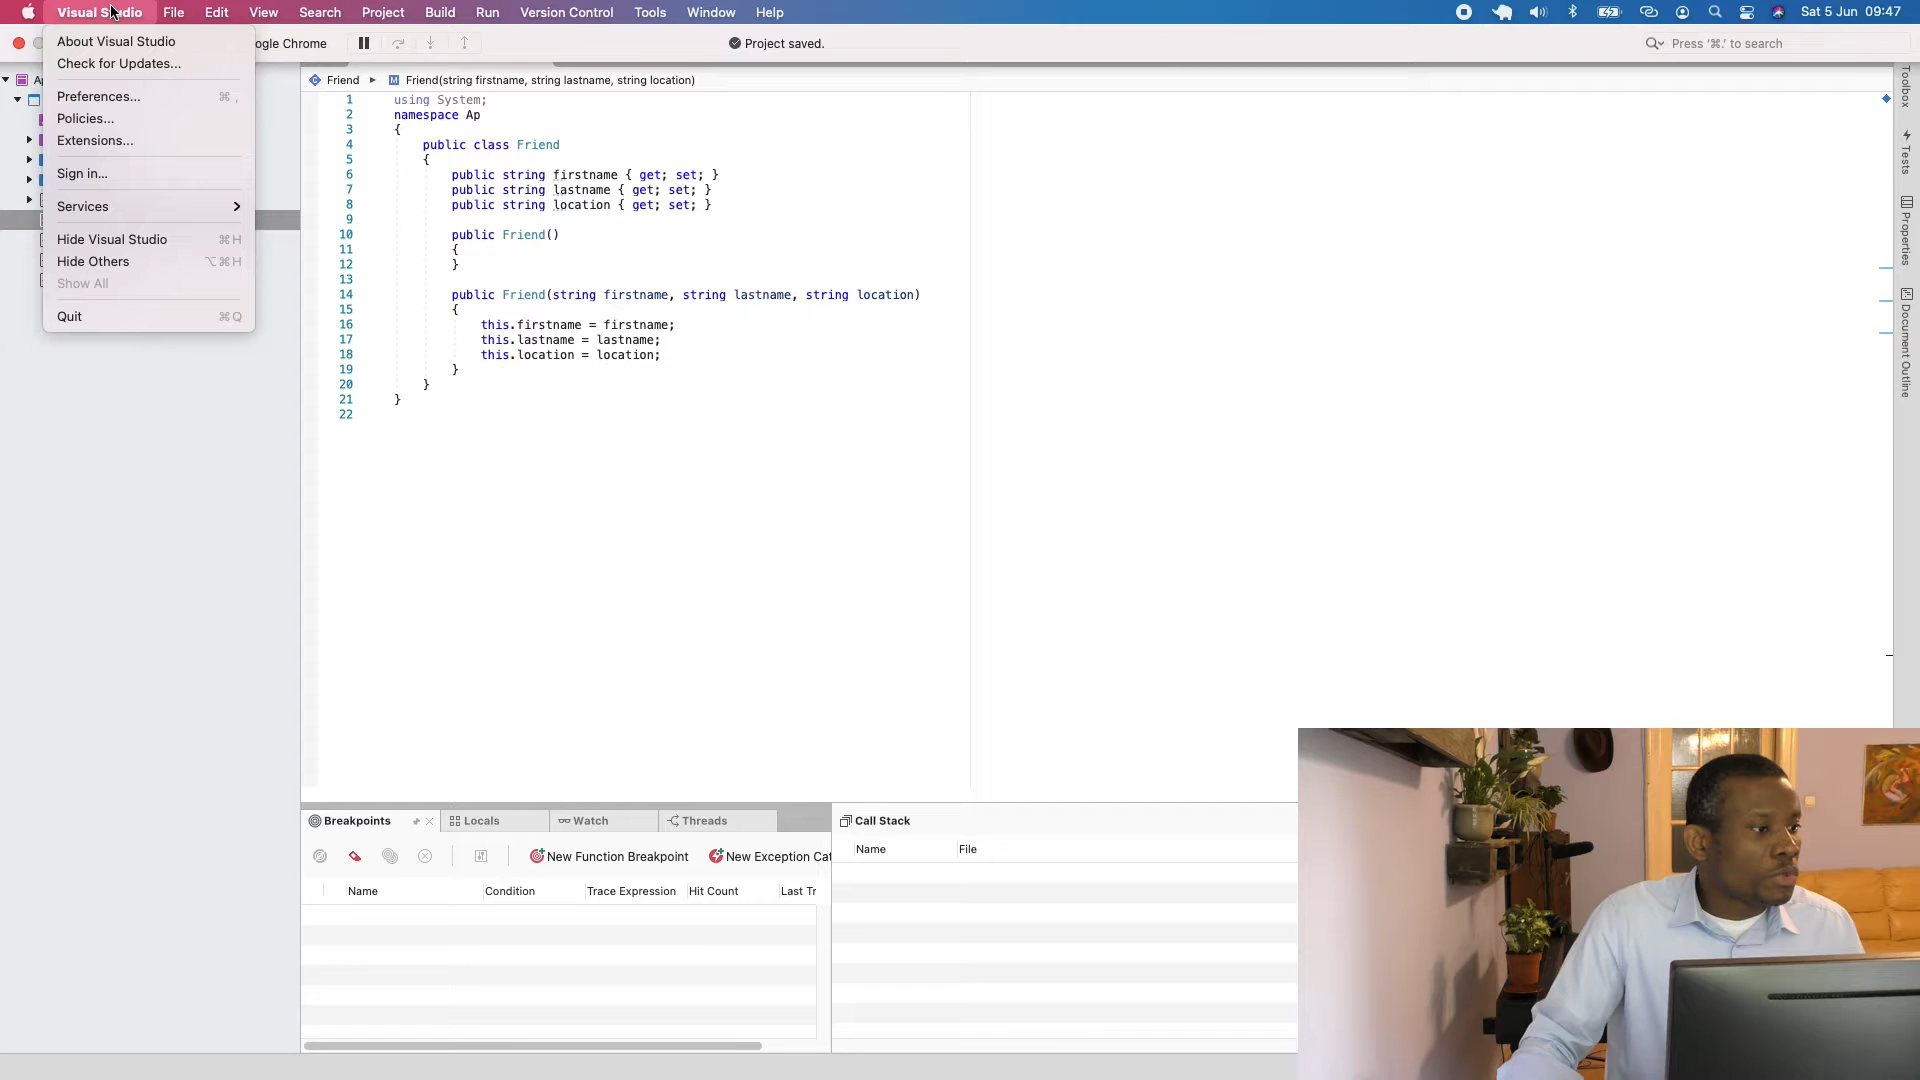 Visual Studio File Edit View Search Project Build Run Version Control Tools Window Help Sat 5 Jun 09:47
ogle Chrome Project saved. Press '⌘.' to search
About Visual Studio
Check for Updates...
Preferences... ⌘ ,
Policies...
Extensions...
Sign in...
Services
Hide Visual Studio ⌘H
Hide Others ⌥⌘H
Show All
Quit ⌘Q
Ap
Friend Friend(string firstname, string lastname, string location)
1 using System;
2 namespace Ap
3 {
4 public class Friend
5 {
6 public string firstname { get; set; }
7 public string lastname { get; set; }
8 public string location { get; set; }
9
10 public Friend()
11 {
12 }
13
14 public Friend(string firstname, string lastname, string location)
15 {
16 this.firstname = firstname;
17 this.lastname = lastname;
18 this.location = location;
19 }
20 }
21 }
22
Toolbox
Tests
Properties
Document Outline
Breakpoints Locals Watch Threads
New Function Breakpoint New Exception Cat
Name Condition Trace Expression Hit Count Last Tr
Call Stack
Name File